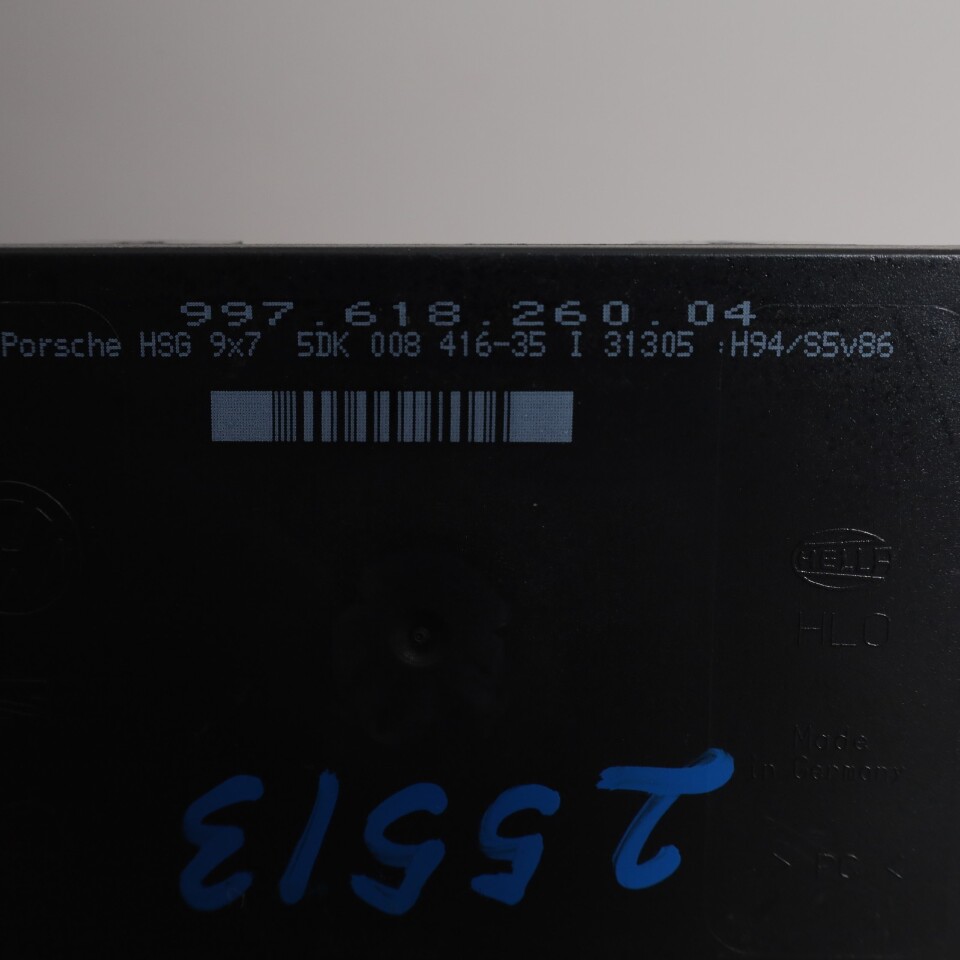 997.618.260.04
Porsche HSG 9x7 5DK 008 416-35 I 31305 :H94/S5v86
HELLA
HLO
Made
in Germany
> PC <
25513